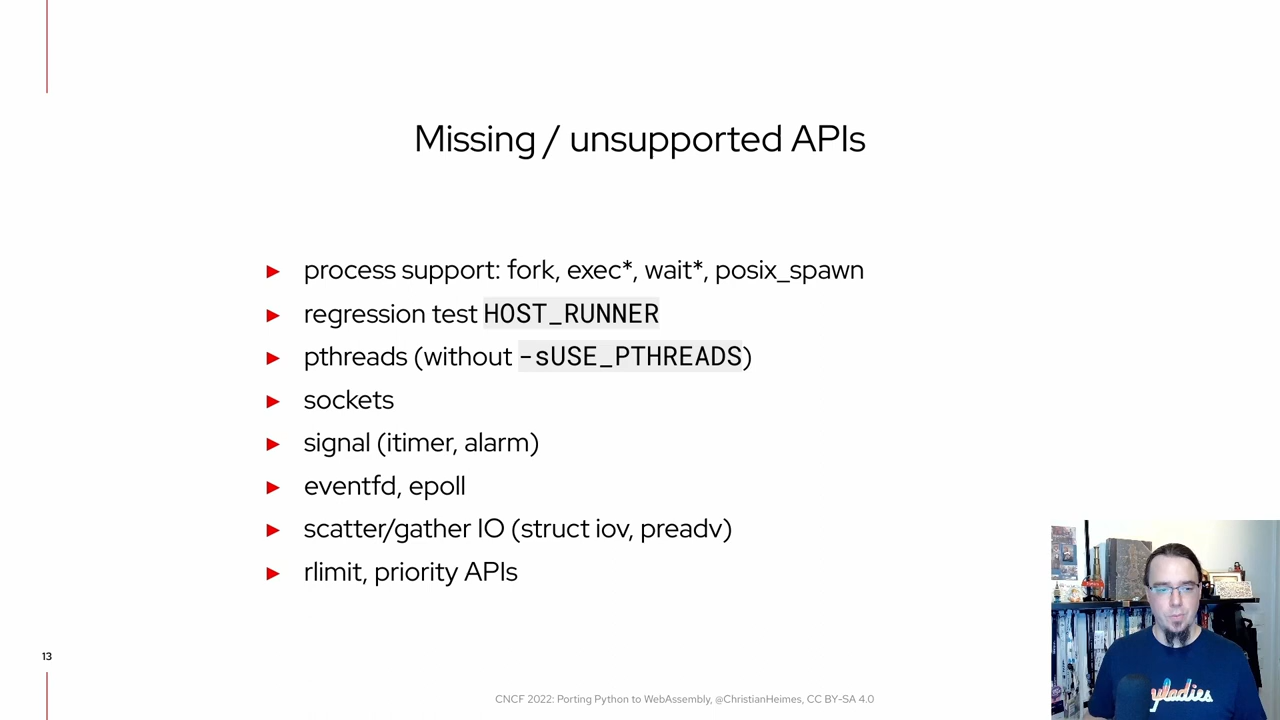 Missing / unsupported APIs
► process support: fork, exec*, wait*, posix_spawn
► regression test HOST_RUNNER
► pthreads (without -sUSE_PTHREADS)
► sockets
► signal (itimer, alarm)
► eventfd, epoll
► scatter/gather IO (struct iov, preadv)
► rlimit, priority APIs
13
CNCF 2022: Porting Python to WebAssembly, @ChristianHeimes, CC BY-SA 4.0